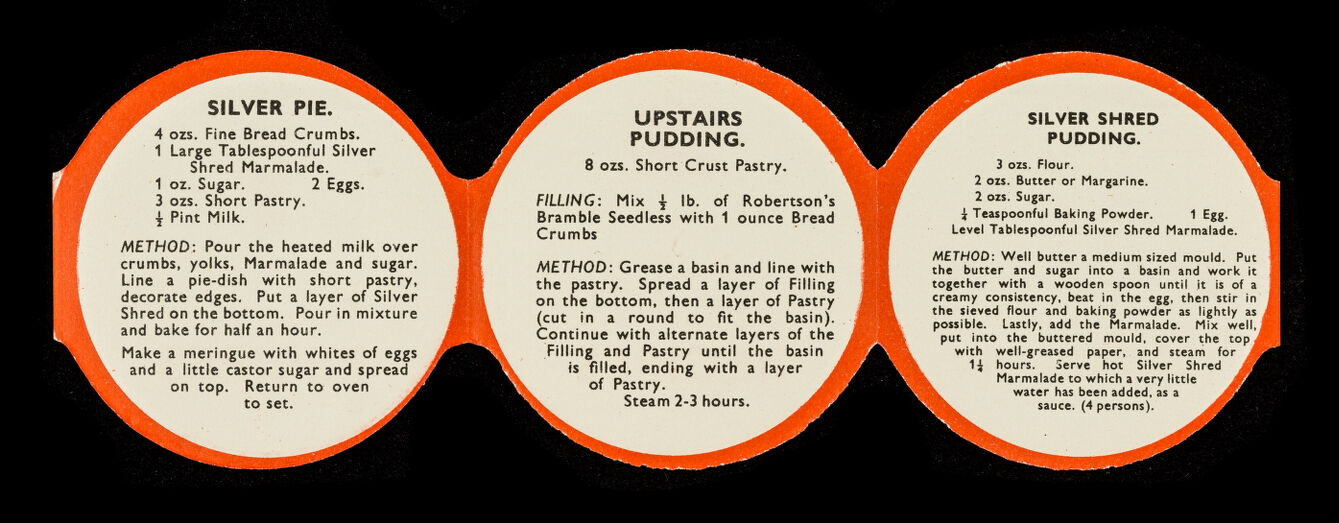 SILVER PIE.
4 ozs. Fine Bread Crumbs.
1 Large Tablespoonful Silver
Shred Marmalade.
1 oz. Sugar. 2 Eggs.
3 ozs. Short Pastry.
½ Pint Milk.
METHOD: Pour the heated milk over
crumbs, yolks, Marmalade and sugar.
Line a pie-dish with short pastry,
decorate edges. Put a layer of Silver
Shred on the bottom. Pour in mixture
and bake for half an hour.
Make a meringue with whites of eggs
and a little castor sugar and spread
on top. Return to oven
to set.
UPSTAIRS
PUDDING.
8 ozs. Short Crust Pastry.
FILLING: Mix ½ lb. of Robertson's
Bramble Seedless with 1 ounce Bread
Crumbs
METHOD: Grease a basin and line with
the pastry. Spread a layer of Filling
on the bottom, then a layer of Pastry
(cut in a round to fit the basin).
Continue with alternate layers of the
Filling and Pastry until the basin
is filled, ending with a layer
of Pastry.
Steam 2-3 hours.
SILVER SHRED
PUDDING.
3 ozs. Flour.
2 ozs. Butter or Margarine.
2 ozs. Sugar.
¼ Teaspoonful Baking Powder. 1 Egg.
Level Tablespoonful Silver Shred Marmalade.
METHOD: Well butter a medium sized mould. Put
the butter and sugar into a basin and work it
together with a wooden spoon until it is of a
creamy consistency, beat in the egg, then stir in
the sieved flour and baking powder as lightly as
possible. Lastly, add the Marmalade. Mix well,
put into the buttered mould, cover the top
with well-greased paper, and steam for
1¼ hours. Serve hot Silver Shred
Marmalade to which a very little
water has been added, as a
sauce. (4 persons).